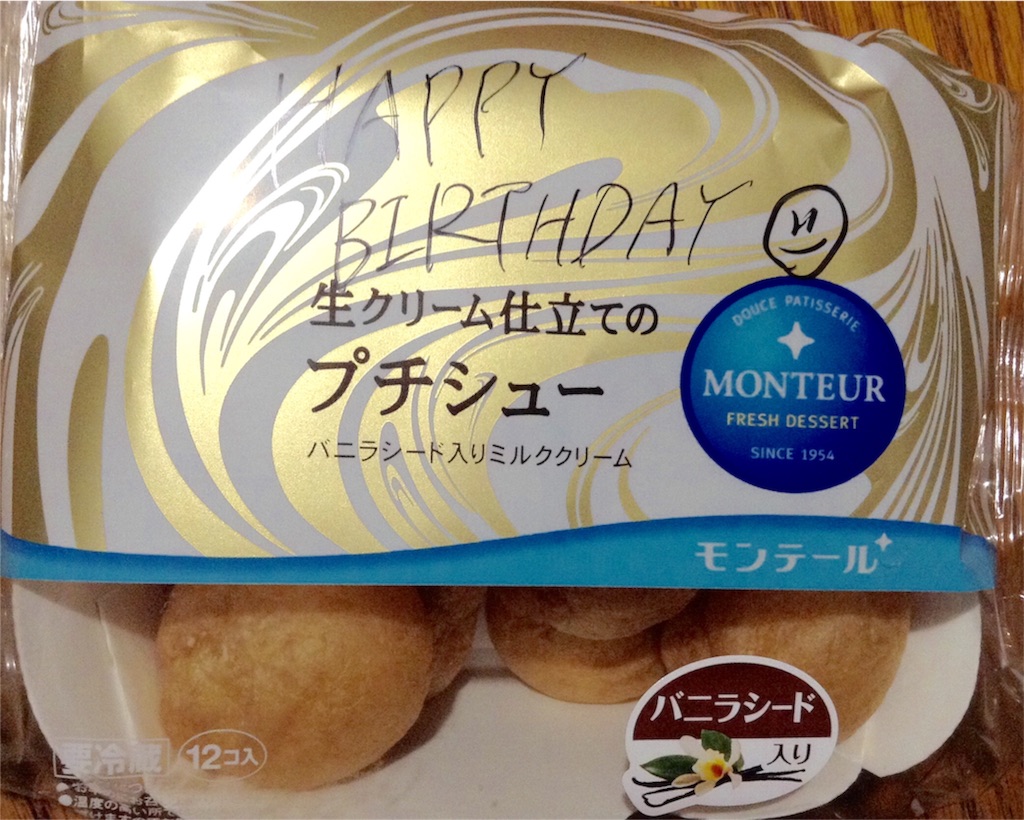 HAPPY
BIRTHDAY
生クリーム仕立ての
プチシュー
バニラシード入りミルククリーム
DOUCE PATISSERIE
MONTEUR
FRESH DESSERT
SINCE 1954
モンテール
バニラシード
入り
要冷蔵 12コ入